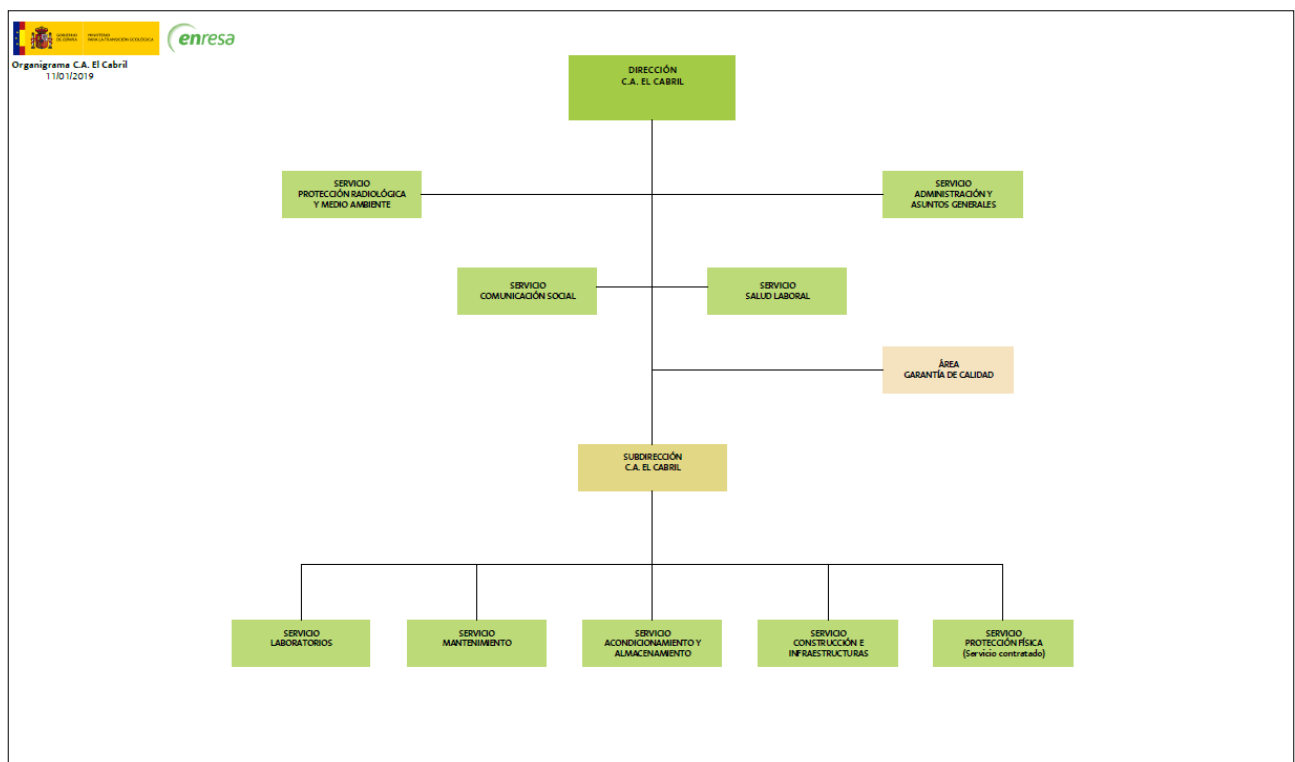 GOBIERNO MINISTERIO
DE ESPAÑA PARA LA TRANSICIÓN ECOLÓGICA
enresa
Organigrama C.A. El Cabril
11/01/2019
DIRECCIÓN
C.A. EL CABRIL
SERVICIO
PROTECCIÓN RADIOLÓGICA
Y MEDIO AMBIENTE
SERVICIO
ADMINISTRACIÓN Y
ASUNTOS GENERALES
SERVICIO
COMUNICACIÓN SOCIAL
SERVICIO
SALUD LABORAL
ÁREA
GARANTÍA DE CALIDAD
SUBDIRECCIÓN
C.A. EL CABRIL
SERVICIO
LABORATORIOS
SERVICIO
MANTENIMIENTO
SERVICIO
ACONDICIONAMIENTO Y
ALMACENAMIENTO
SERVICIO
CONSTRUCCIÓN E
INFRAESTRUCTURAS
SERVICIO
PROTECCIÓN FÍSICA
(Servicio contratado)